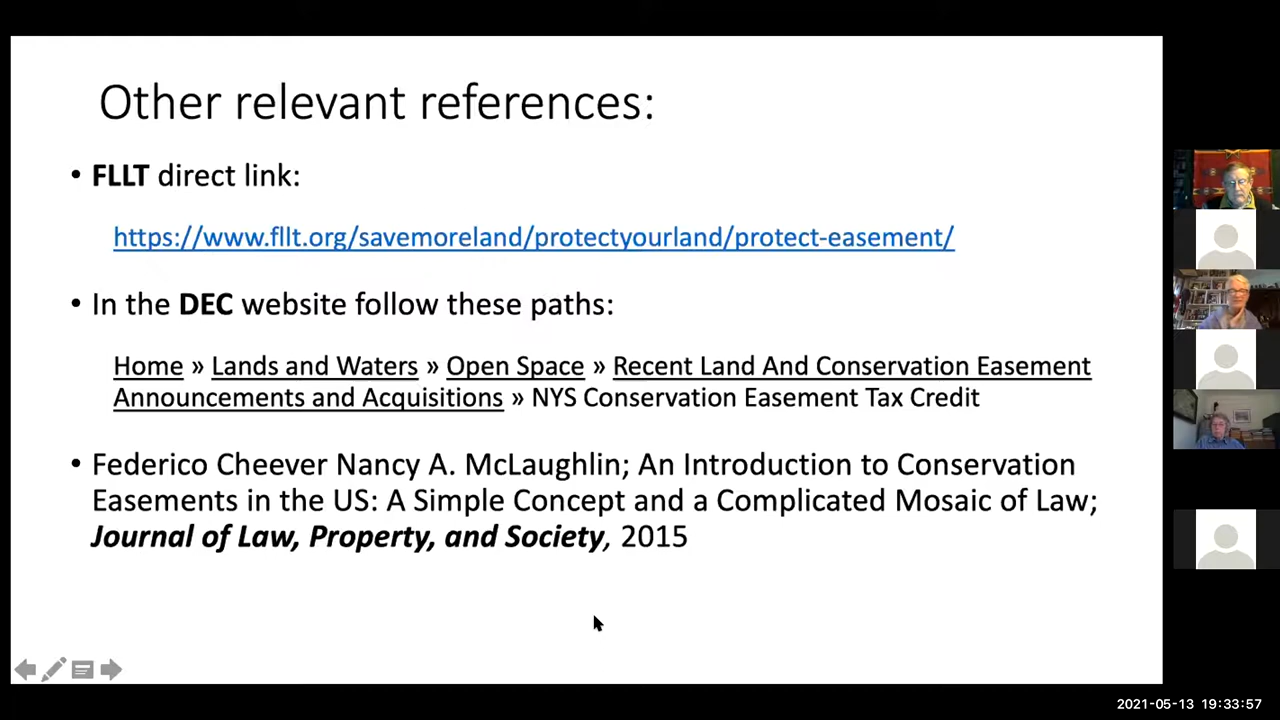 Other relevant references:
• FLLT direct link:
https://www.fllt.org/savemoreland/protectyourland/protect-easement/
• In the DEC website follow these paths:
Home » Lands and Waters » Open Space » Recent Land And Conservation Easement
Announcements and Acquisitions » NYS Conservation Easement Tax Credit
• Federico Cheever Nancy A. McLaughlin; An Introduction to Conservation
Easements in the US: A Simple Concept and a Complicated Mosaic of Law;
Journal of Law, Property, and Society, 2015
2021-05-13 19:33:57